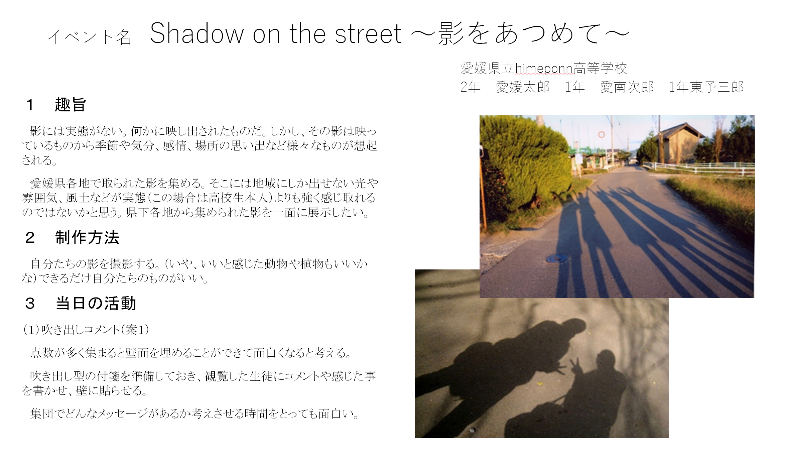 イベント名　Shadow on the street ～影をあつめて～
愛媛県立himeponn高等学校
2年　愛媛太郎　1年　愛南次郎　1年東予三郎
1　趣旨
影には実態がない。何かに映し出されたものだ。しかし、その影は映っ
ているものから季節や気分、感情、場所の思い出など様々なものが想起
される。
愛媛県各地で取られた影を集める。そこには地域にしか出せない光や
雰囲気、風土などが実態(この場合は高校生本人)よりも強く感じ取れる
のではないかと思う。県下各地から集められた影を一面に展示したい。
2　制作方法
自分たちの影を撮影する。(いや、いいと感じた動物や植物もいいか
な)できるだけ自分たちのものがいい。
3　当日の活動
(1)吹き出しコメント(案1)
点数が多く集まると壁面を埋めることができて面白くなると考える。
吹き出し型の付箋を準備しておき、観覧した生徒にコメントや感じた事
を書かせ、壁に貼らせる。
集団でどんなメッセージがあるか考えさせる時間をとっても面白い。